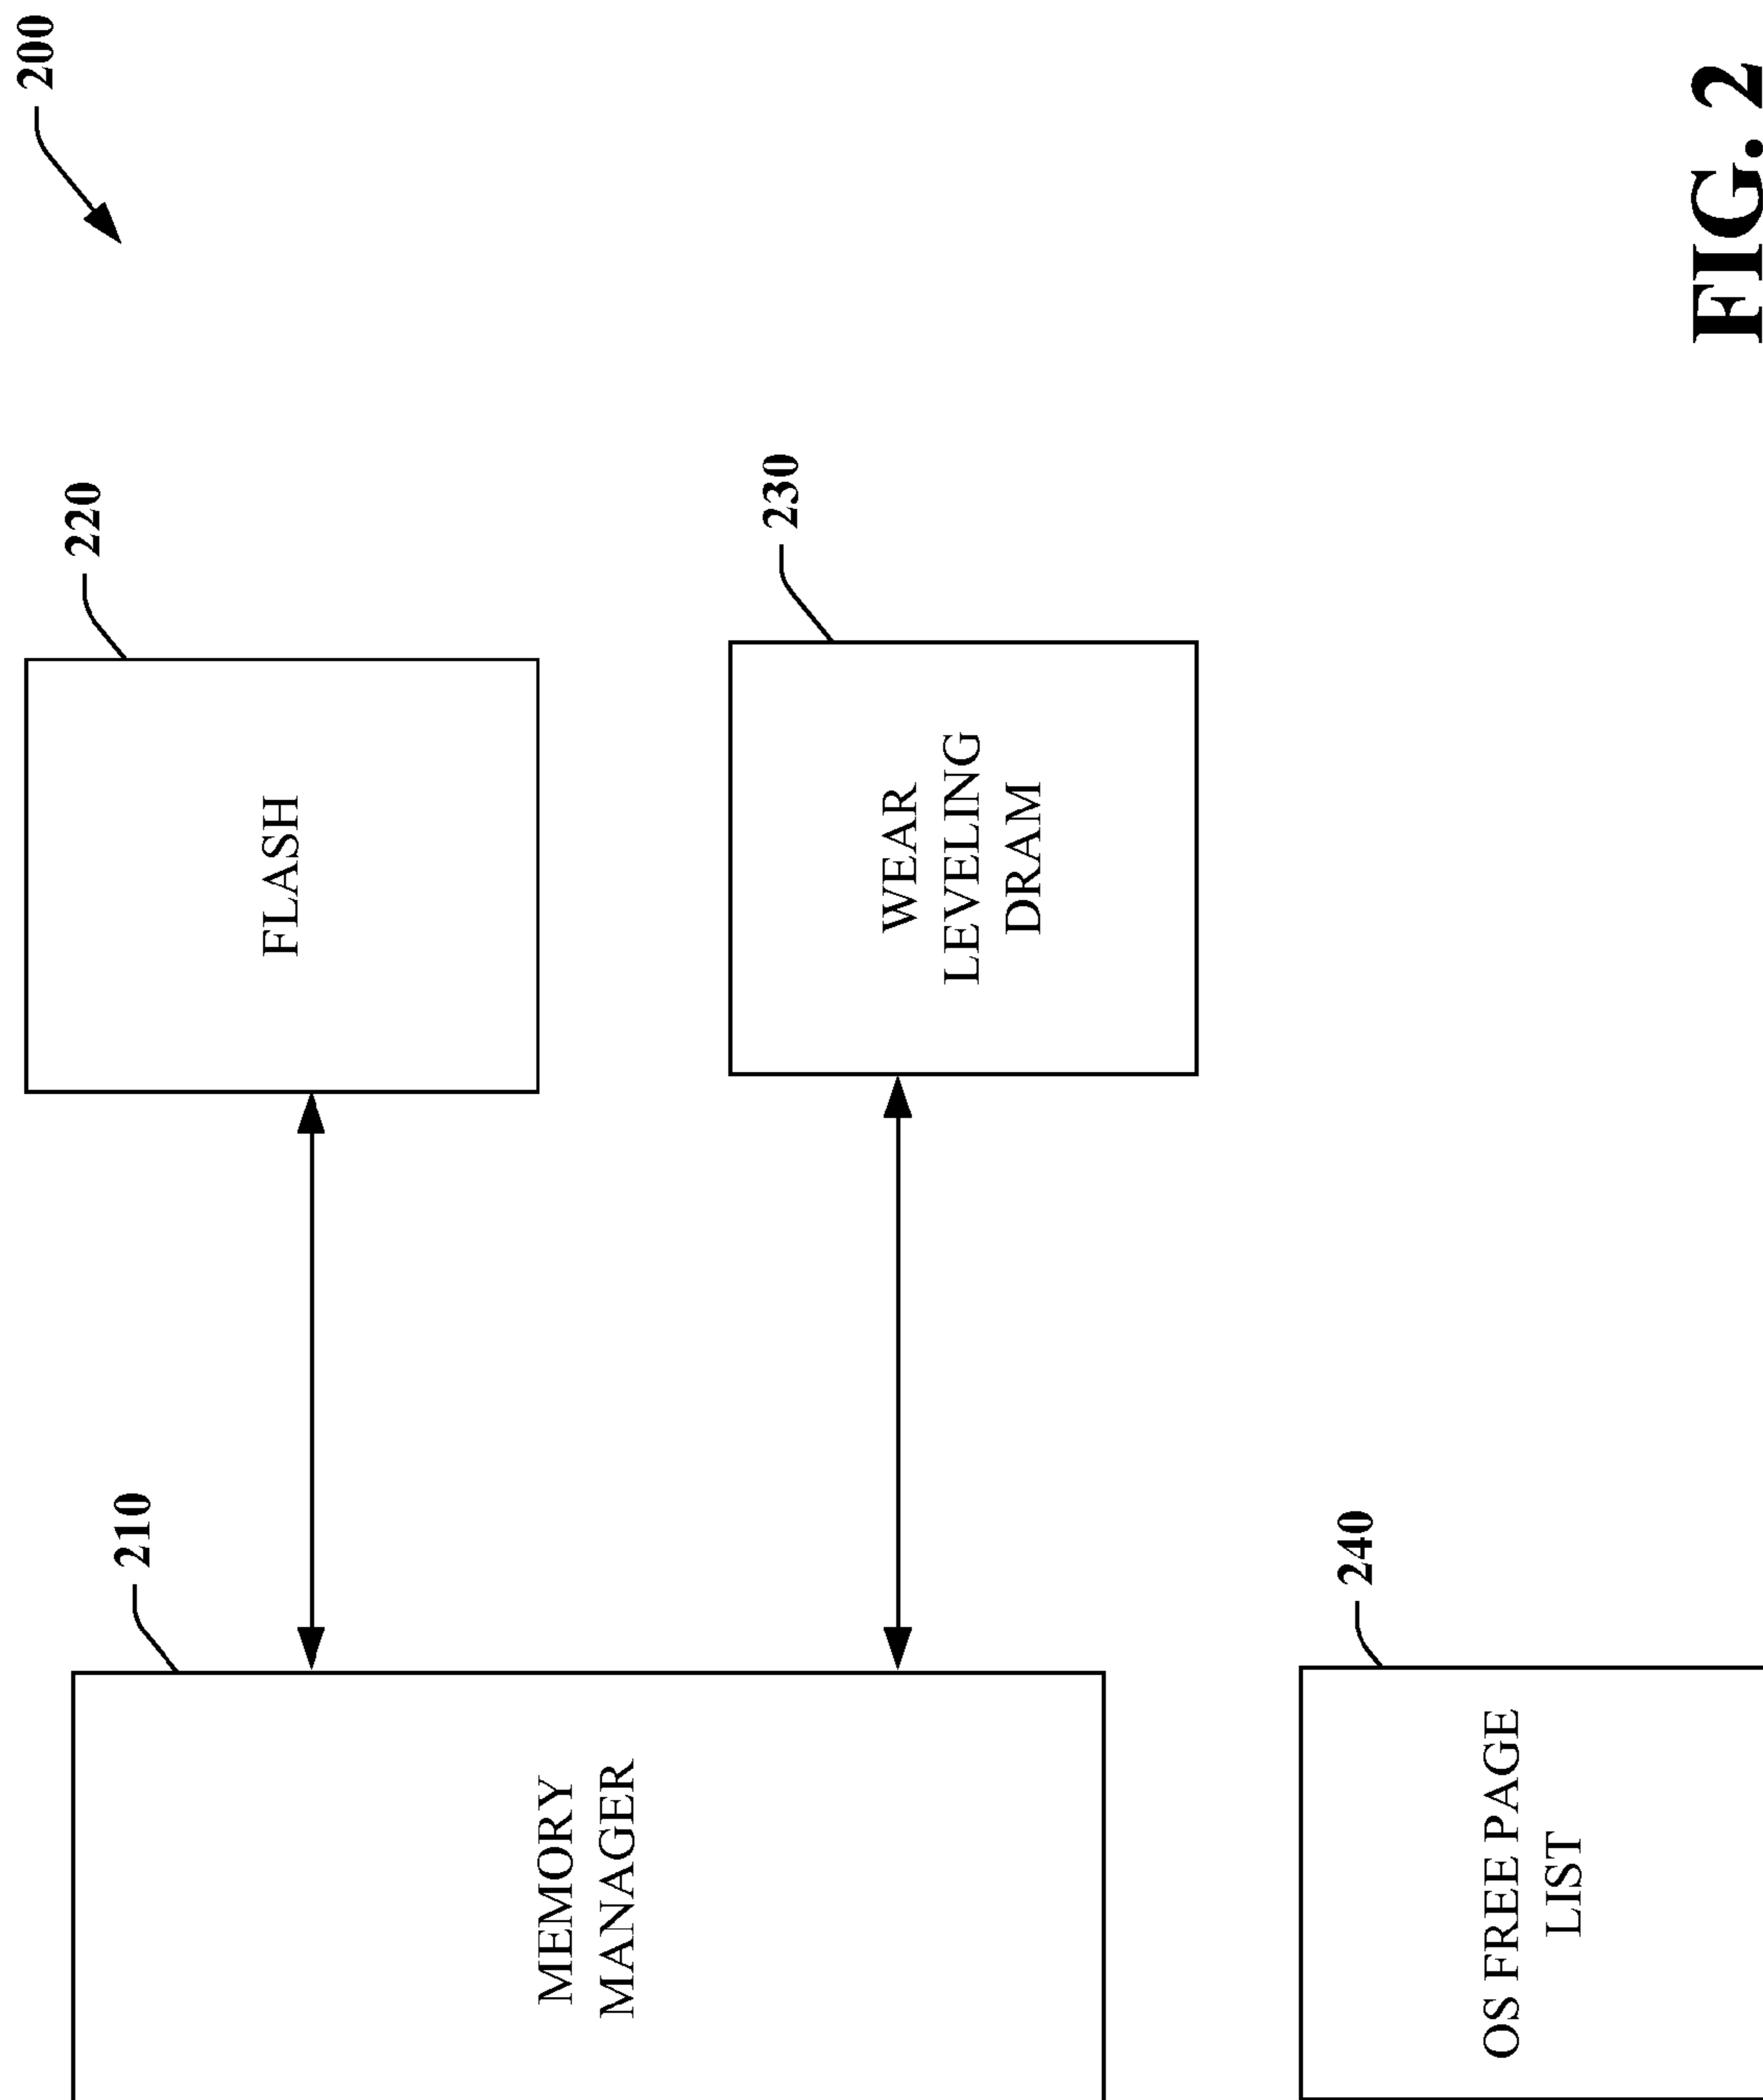 200
210
MEMORY
MANAGER
220
FLASH
230
WEAR
LEVELING
DRAM
240
OS FREE PAGE
LIST
FIG. 2